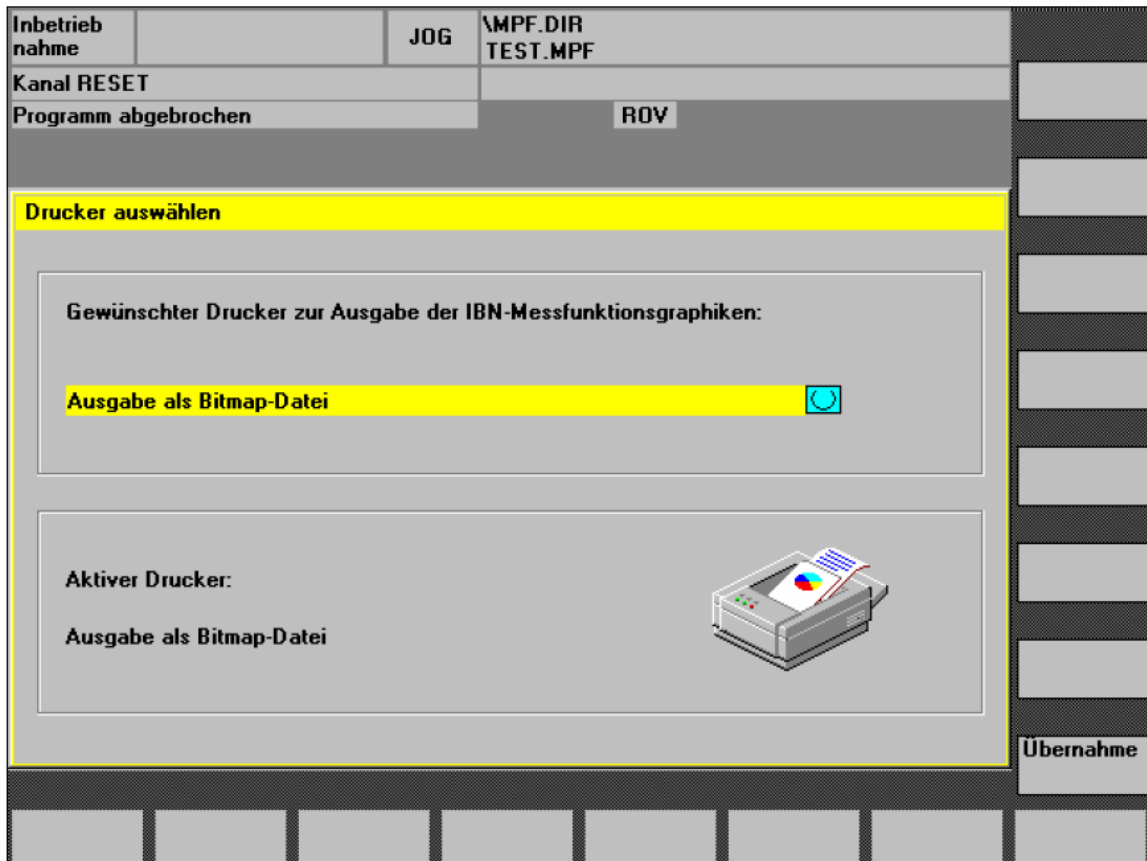 Inbetrieb
nahme
JOG
\MPF.DIR
TEST.MPF
Kanal RESET
Programm abgebrochen
ROV
Drucker auswählen
Gewünschter Drucker zur Ausgabe der IBN-Messfunktionsgraphiken:
Ausgabe als Bitmap-Datei
Aktiver Drucker:
Ausgabe als Bitmap-Datei
Übernahme